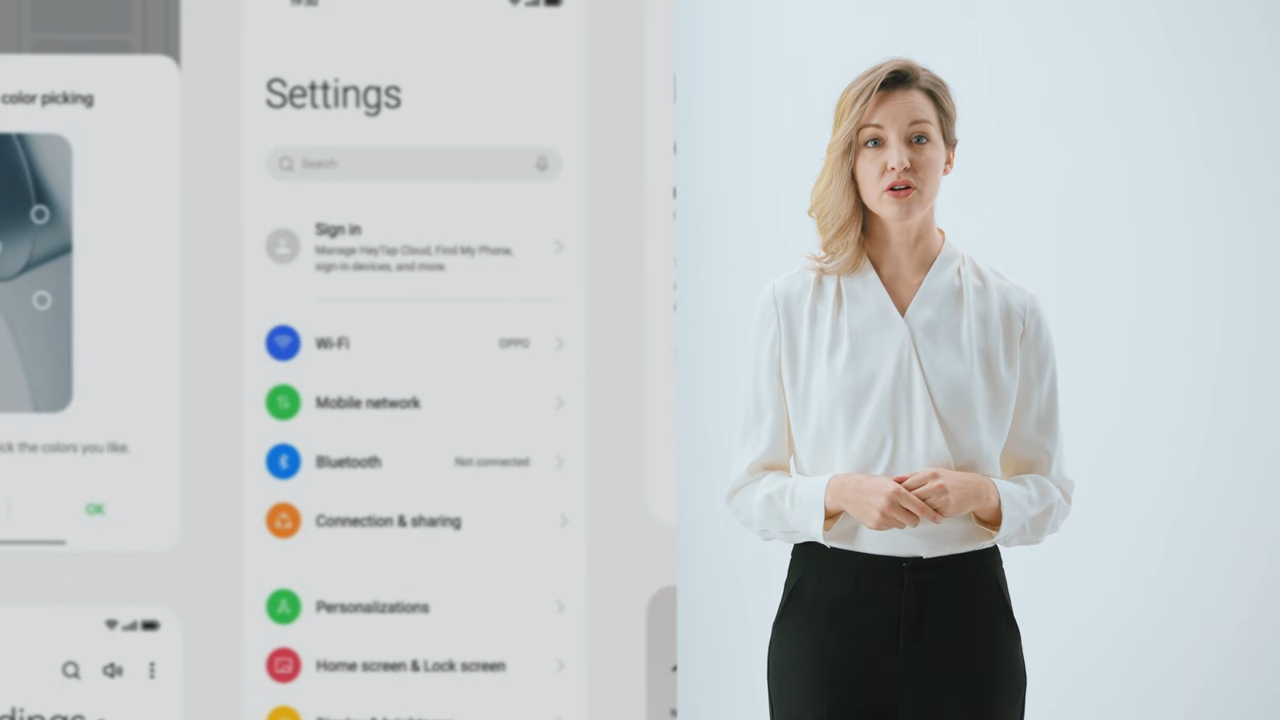 color picking
ick the colors you like.
OK
Settings
Search
Sign in
Manage HeyTap Cloud, Find My Phone,
sign-in devices, and more.
Wi-Fi OPPO
Mobile network
Bluetooth Not connected
Connection & sharing
Personalizations
Home screen & Lock screen